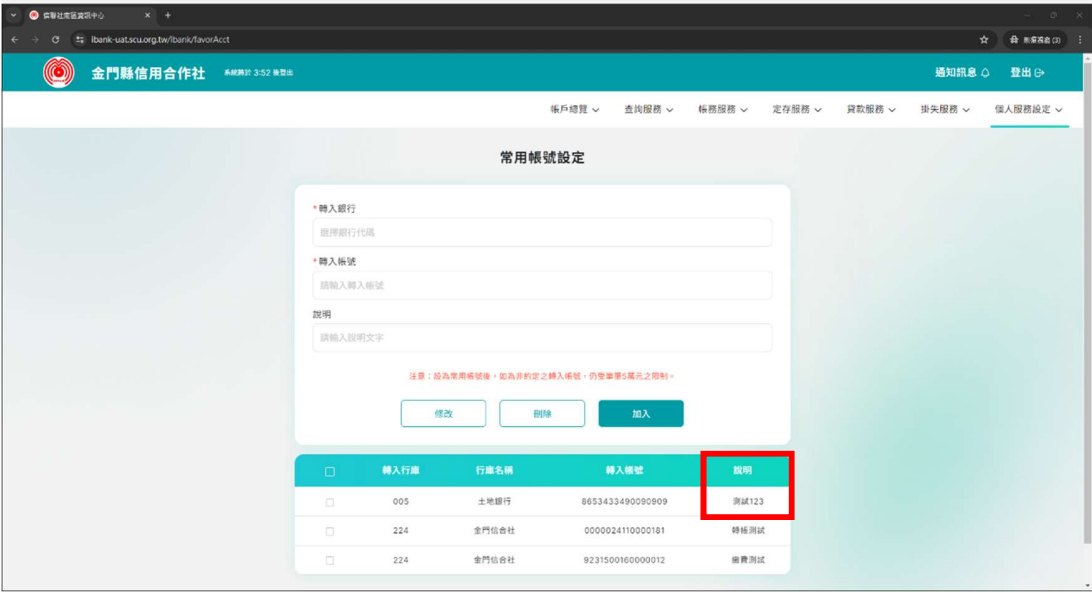 信聯社南區資訊中心
lbank-uat.scu.org.tw/lbank/favorAcct
金門縣信用合作社 系統將於 3:52 後登出 通知訊息 登出
帳戶總覽 查詢服務 帳務服務 定存服務 貸款服務 掛失服務 個人服務設定
常用帳號設定
*轉入銀行
選擇銀行代碼
*轉入帳號
請輸入轉入帳號
說明
請輸入說明文字
注意：設為常用帳號後，如為非約定之轉入帳號，仍受單筆5萬元之限制。
修改 刪除 加入
轉入行庫 行庫名稱 轉入帳號 說明
005 土地銀行 8653433490090909 測試123
224 金門信合社 0000024110000181 轉帳測試
224 金門信合社 9231500160000012 繳費測試